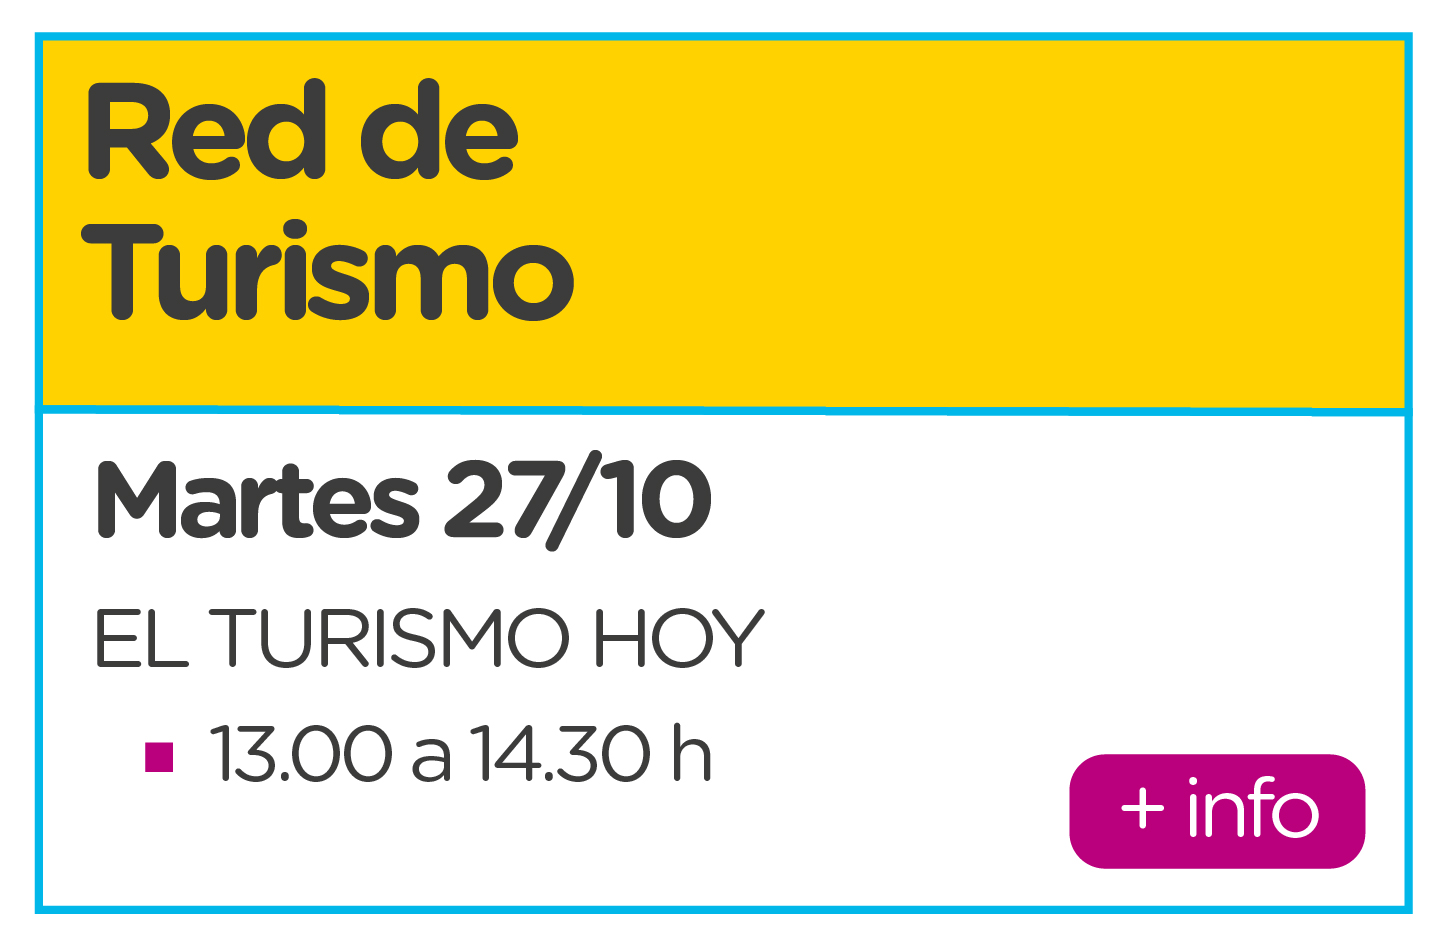 Red de
Turismo
Martes 27/10
EL TURISMO HOY
13.00 a 14.30 h
+ info